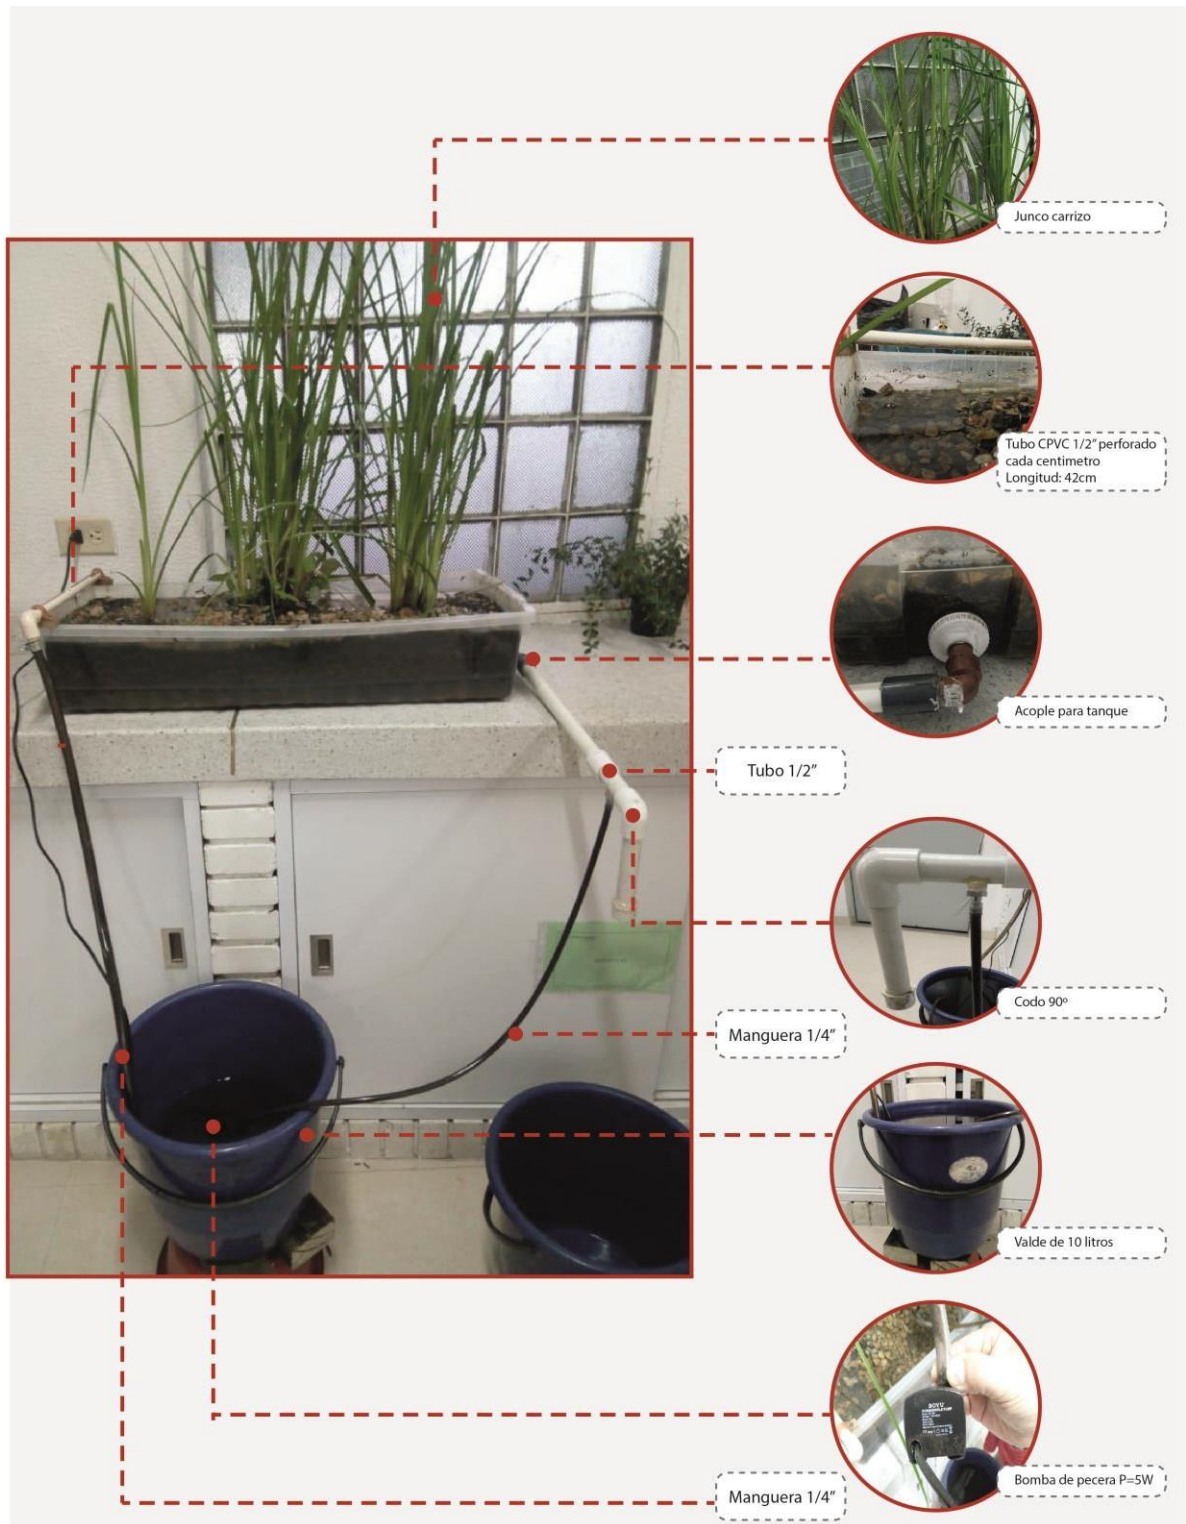 Junco carrizo
Tubo CPVC 1/2" perforado
cada centimetro
Longitud: 42cm
Acople para tanque
Tubo 1/2"
Codo 90º
Manguera 1/4"
Valde de 10 litros
BOYU
Bomba de pecera P=5W
Manguera 1/4"